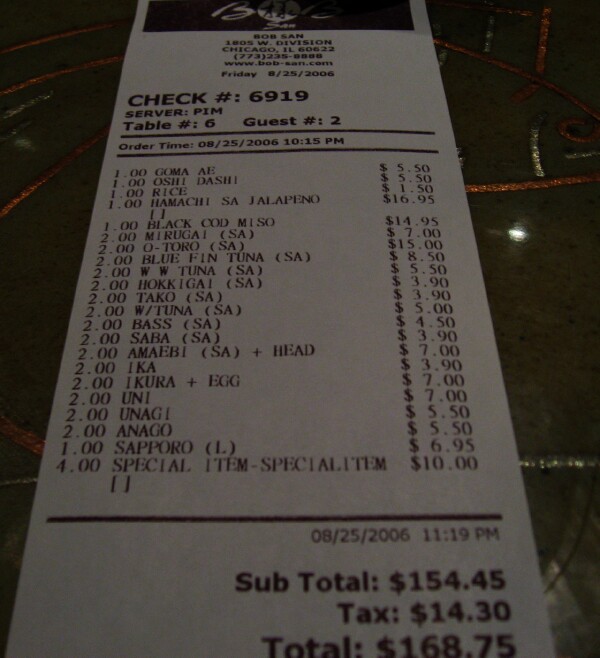 BOB
San
BOB SAN
1805 W. DIVISION
CHICAGO, IL 60622
(773)235-8888
www.bob-san.com
Friday 8/25/2006
CHECK #: 6919
SERVER: PIM
Table #: 6 Guest #: 2
Order Time: 08/25/2006 10:15 PM
1.00 GOMA AE $ 5.50
1.00 OSHI DASHI $ 5.50
1.00 RICE $ 1.50
1.00 HAMACHI SA JALAPENO $16.95
[]
1.00 BLACK COD MISO $14.95
2.00 MIRUGAI (SA) $ 7.00
2.00 O-TORO (SA) $15.00
2.00 BLUE FIN TUNA (SA) $ 8.50
2.00 W W TUNA (SA) $ 5.50
2.00 HOKKIGAI (SA) $ 3.90
2.00 TAKO (SA) $ 3.90
2.00 W/TUNA (SA) $ 5.00
2.00 BASS (SA) $ 4.50
2.00 SABA (SA) $ 3.90
2.00 AMAEBI (SA) + HEAD $ 7.00
2.00 IKA $ 3.90
2.00 IKURA + EGG $ 7.00
2.00 UNI $ 7.00
2.00 UNAGI $ 5.50
2.00 ANAGO $ 5.50
1.00 SAPPORO (L) $ 6.95
4.00 SPECIAL ITEM-SPECIALITEM $10.00
[]
08/25/2006 11:19 PM
Sub Total: $154.45
Tax: $14.30
Total: $168.75